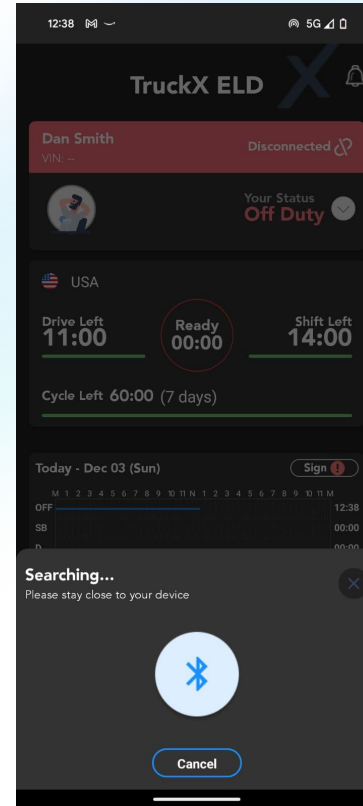 12:38 5G
TruckX ELD
Dan Smith Disconnected
VIN: --
Your Status
Off Duty
USA
Drive Left Ready Shift Left
11:00 00:00 14:00
Cycle Left 60:00 (7 days)
Today - Dec 03 (Sun) Sign
M 1 2 3 4 5 6 7 8 9 10 11 N 1 2 3 4 5 6 7 8 9 10 11 M
OFF 12:38
SB 00:00
D 00:00
Searching...
Please stay close to your device
Cancel